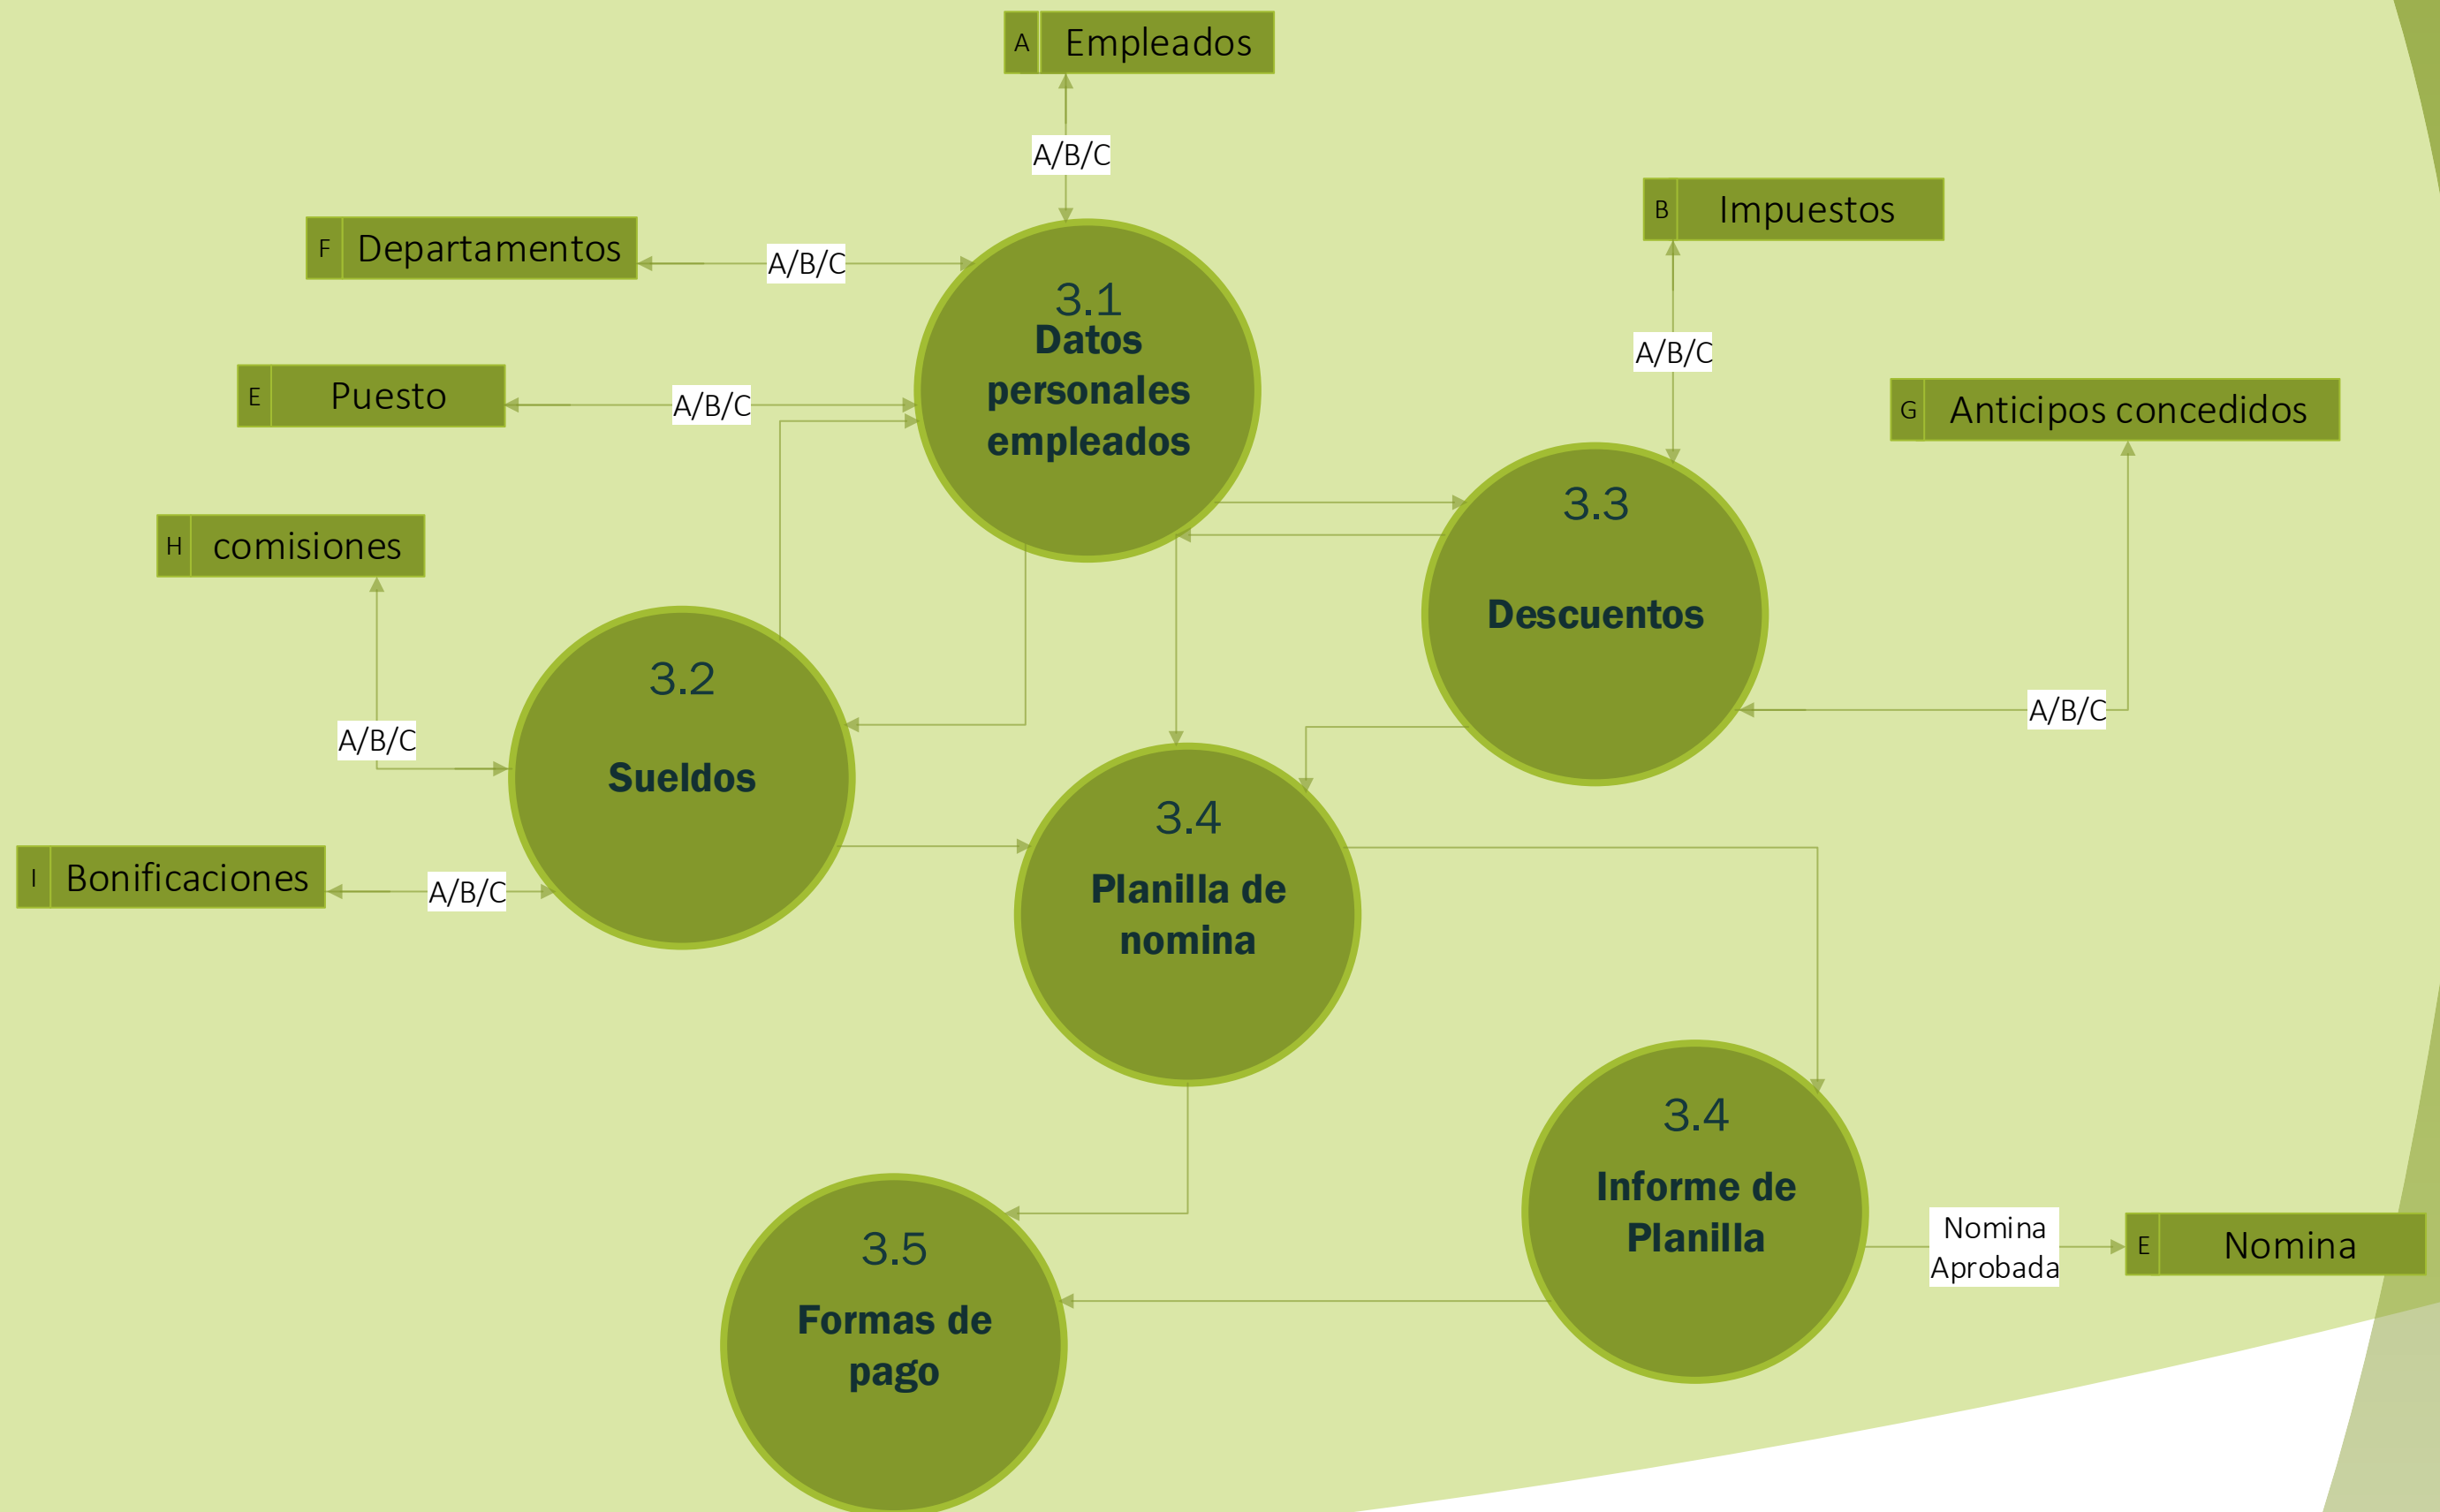 A Empleados
A/B/C
B Impuestos
F Departamentos
A/B/C
3.1
Datos
personales
empleados
A/B/C
E Puesto
A/B/C
G Anticipos concedidos
3.3
Descuentos
H comisiones
3.2
Sueldos
A/B/C
A/B/C
3.4
Planilla de
nomina
I Bonificaciones
A/B/C
3.4
Informe de
Planilla
Nomina
Aprobada
E Nomina
3.5
Formas de
pago